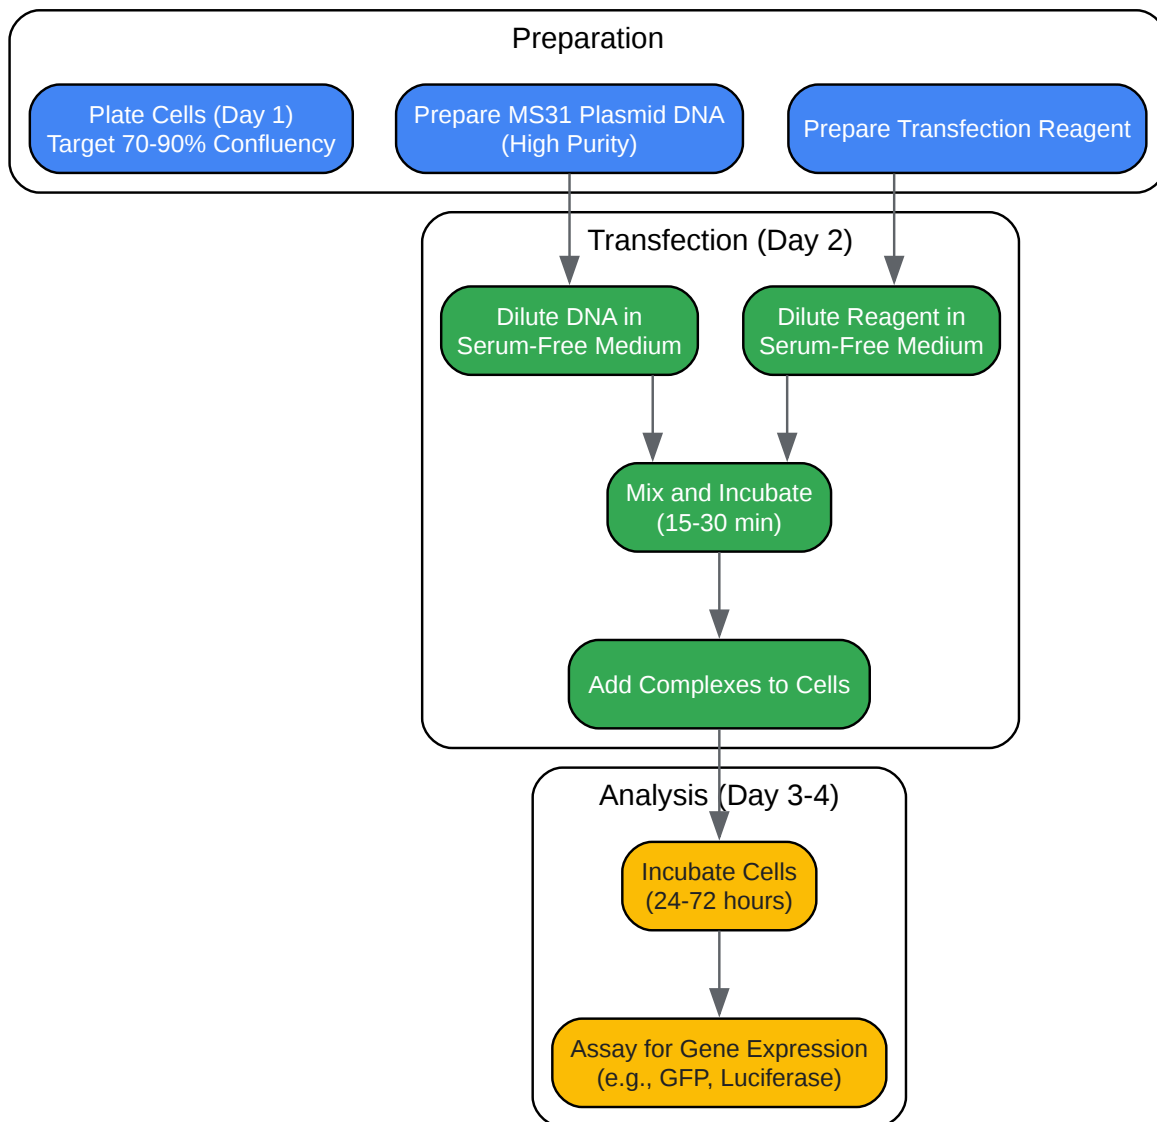 Preparation
Plate Cells (Day 1)
Target 70-90% Confluency
Prepare MS31 Plasmid DNA
(High Purity)
Prepare Transfection Reagent
Transfection (Day 2)
Dilute DNA in
Serum-Free Medium
Dilute Reagent in
Serum-Free Medium
Mix and Incubate
(15-30 min)
Add Complexes to Cells
Analysis (Day 3-4)
Incubate Cells
(24-72 hours)
Assay for Gene Expression
(e.g., GFP, Luciferase)